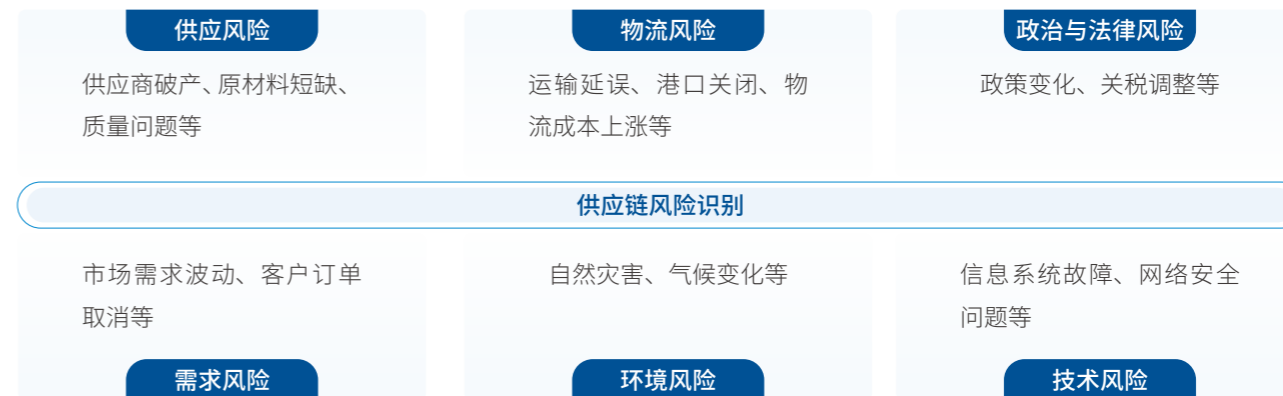 供应风险
供应商破产、原材料短缺、
质量问题等
物流风险
运输延误、港口关闭、物
流成本上涨等
政治与法律风险
政策变化、关税调整等
供应链风险识别
市场需求波动、客户订单
取消等
需求风险
自然灾害、气候变化等
环境风险
信息系统故障、网络安全
问题等
技术风险